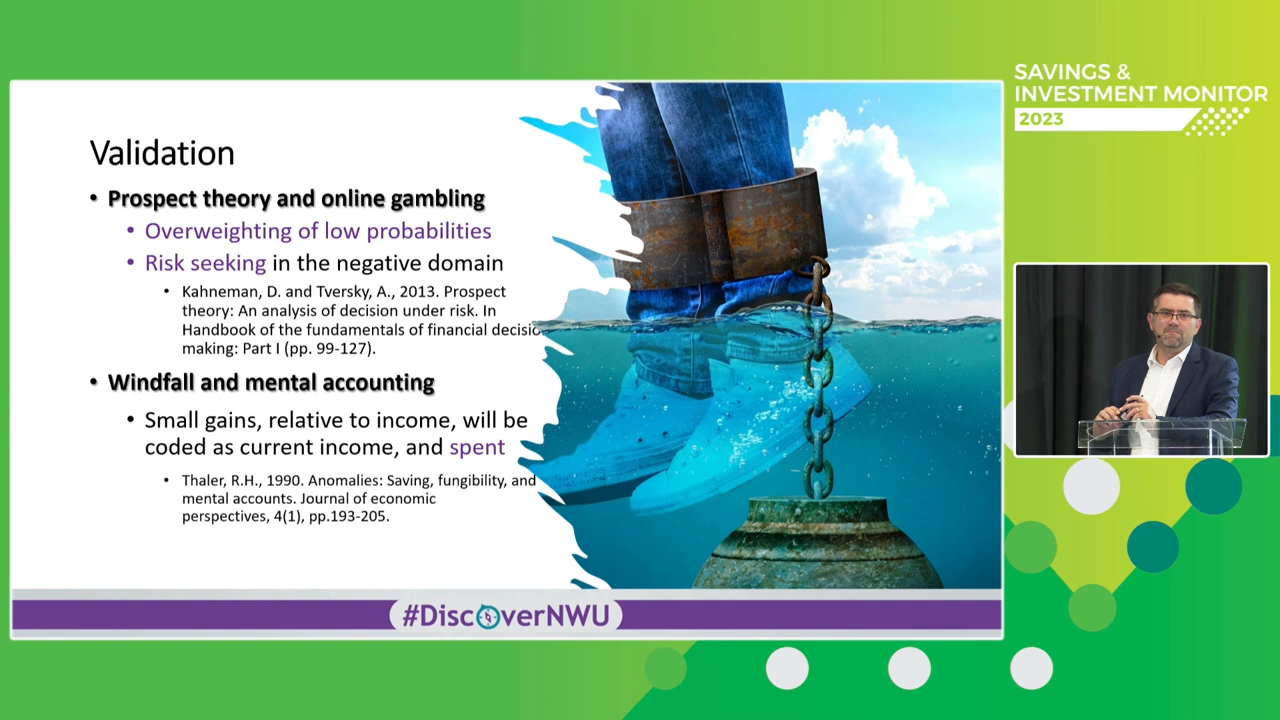 SAVINGS &
INVESTMENT MONITOR
2023
Validation
• Prospect theory and online gambling
• Overweighting of low probabilities
• Risk seeking in the negative domain
• Kahneman, D. and Tversky, A., 2013. Prospect
theory: An analysis of decision under risk. In
Handbook of the fundamentals of financial decisio
making: Part I (pp. 99-127).
• Windfall and mental accounting
• Small gains, relative to income, will be
coded as current income, and spent
• Thaler, R.H., 1990. Anomalies: Saving, fungibility, and
mental accounts. Journal of economic
perspectives, 4(1), pp.193-205.
#DiscoverNWU